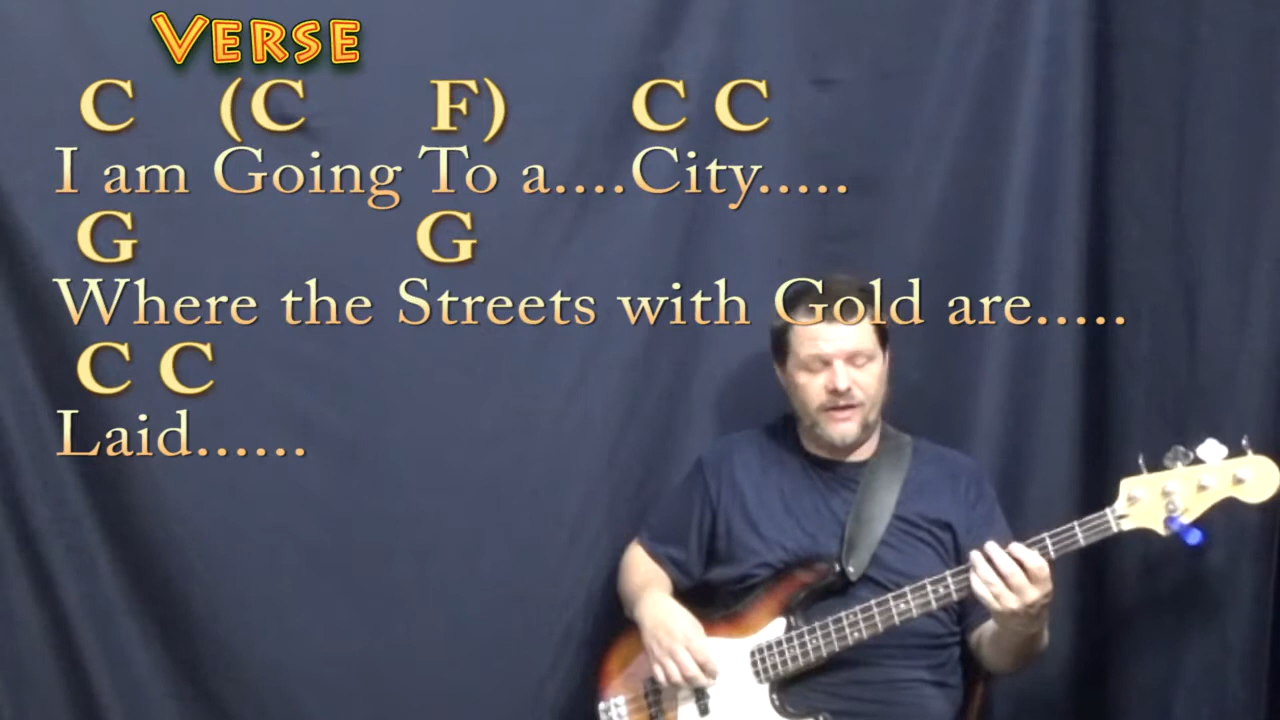 VERSE
C (C F) C C
I am Going To a....City.....
G G
Where the Streets with Gold are.....
C C
Laid......